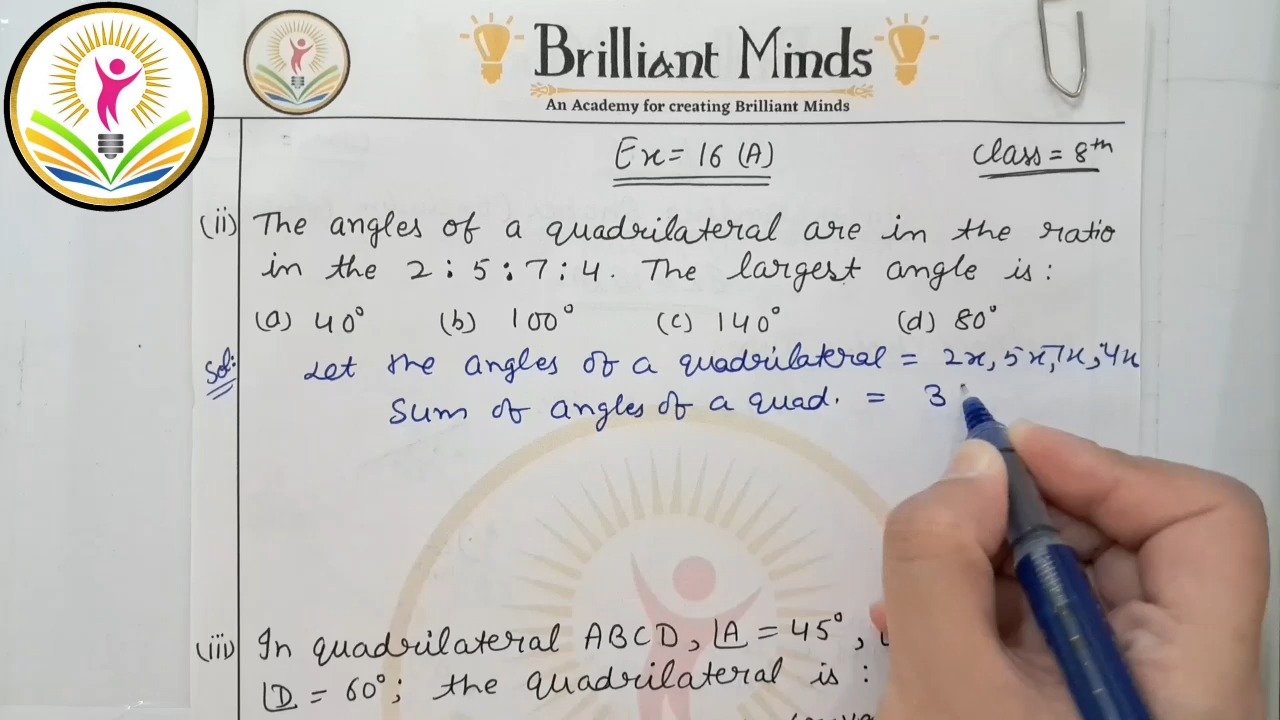 Brilliant Minds
An Academy for creating Brilliant Minds
Ex = 16 (A)
Class = 8th
(ii) The angles of a quadrilateral are in the ratio
in the 2 : 5 : 7 : 4. The largest angle is :
(a) 40° (b) 100° (c) 140° (d) 80°
Sol: Let the angles of a quadrilateral = 2x, 5x, 7x, 4x
Sum of angles of a quad. = 3
(iii) In quadrilateral ABCD, ∠A = 45°,
∠D = 60°; the quadrilateral is :